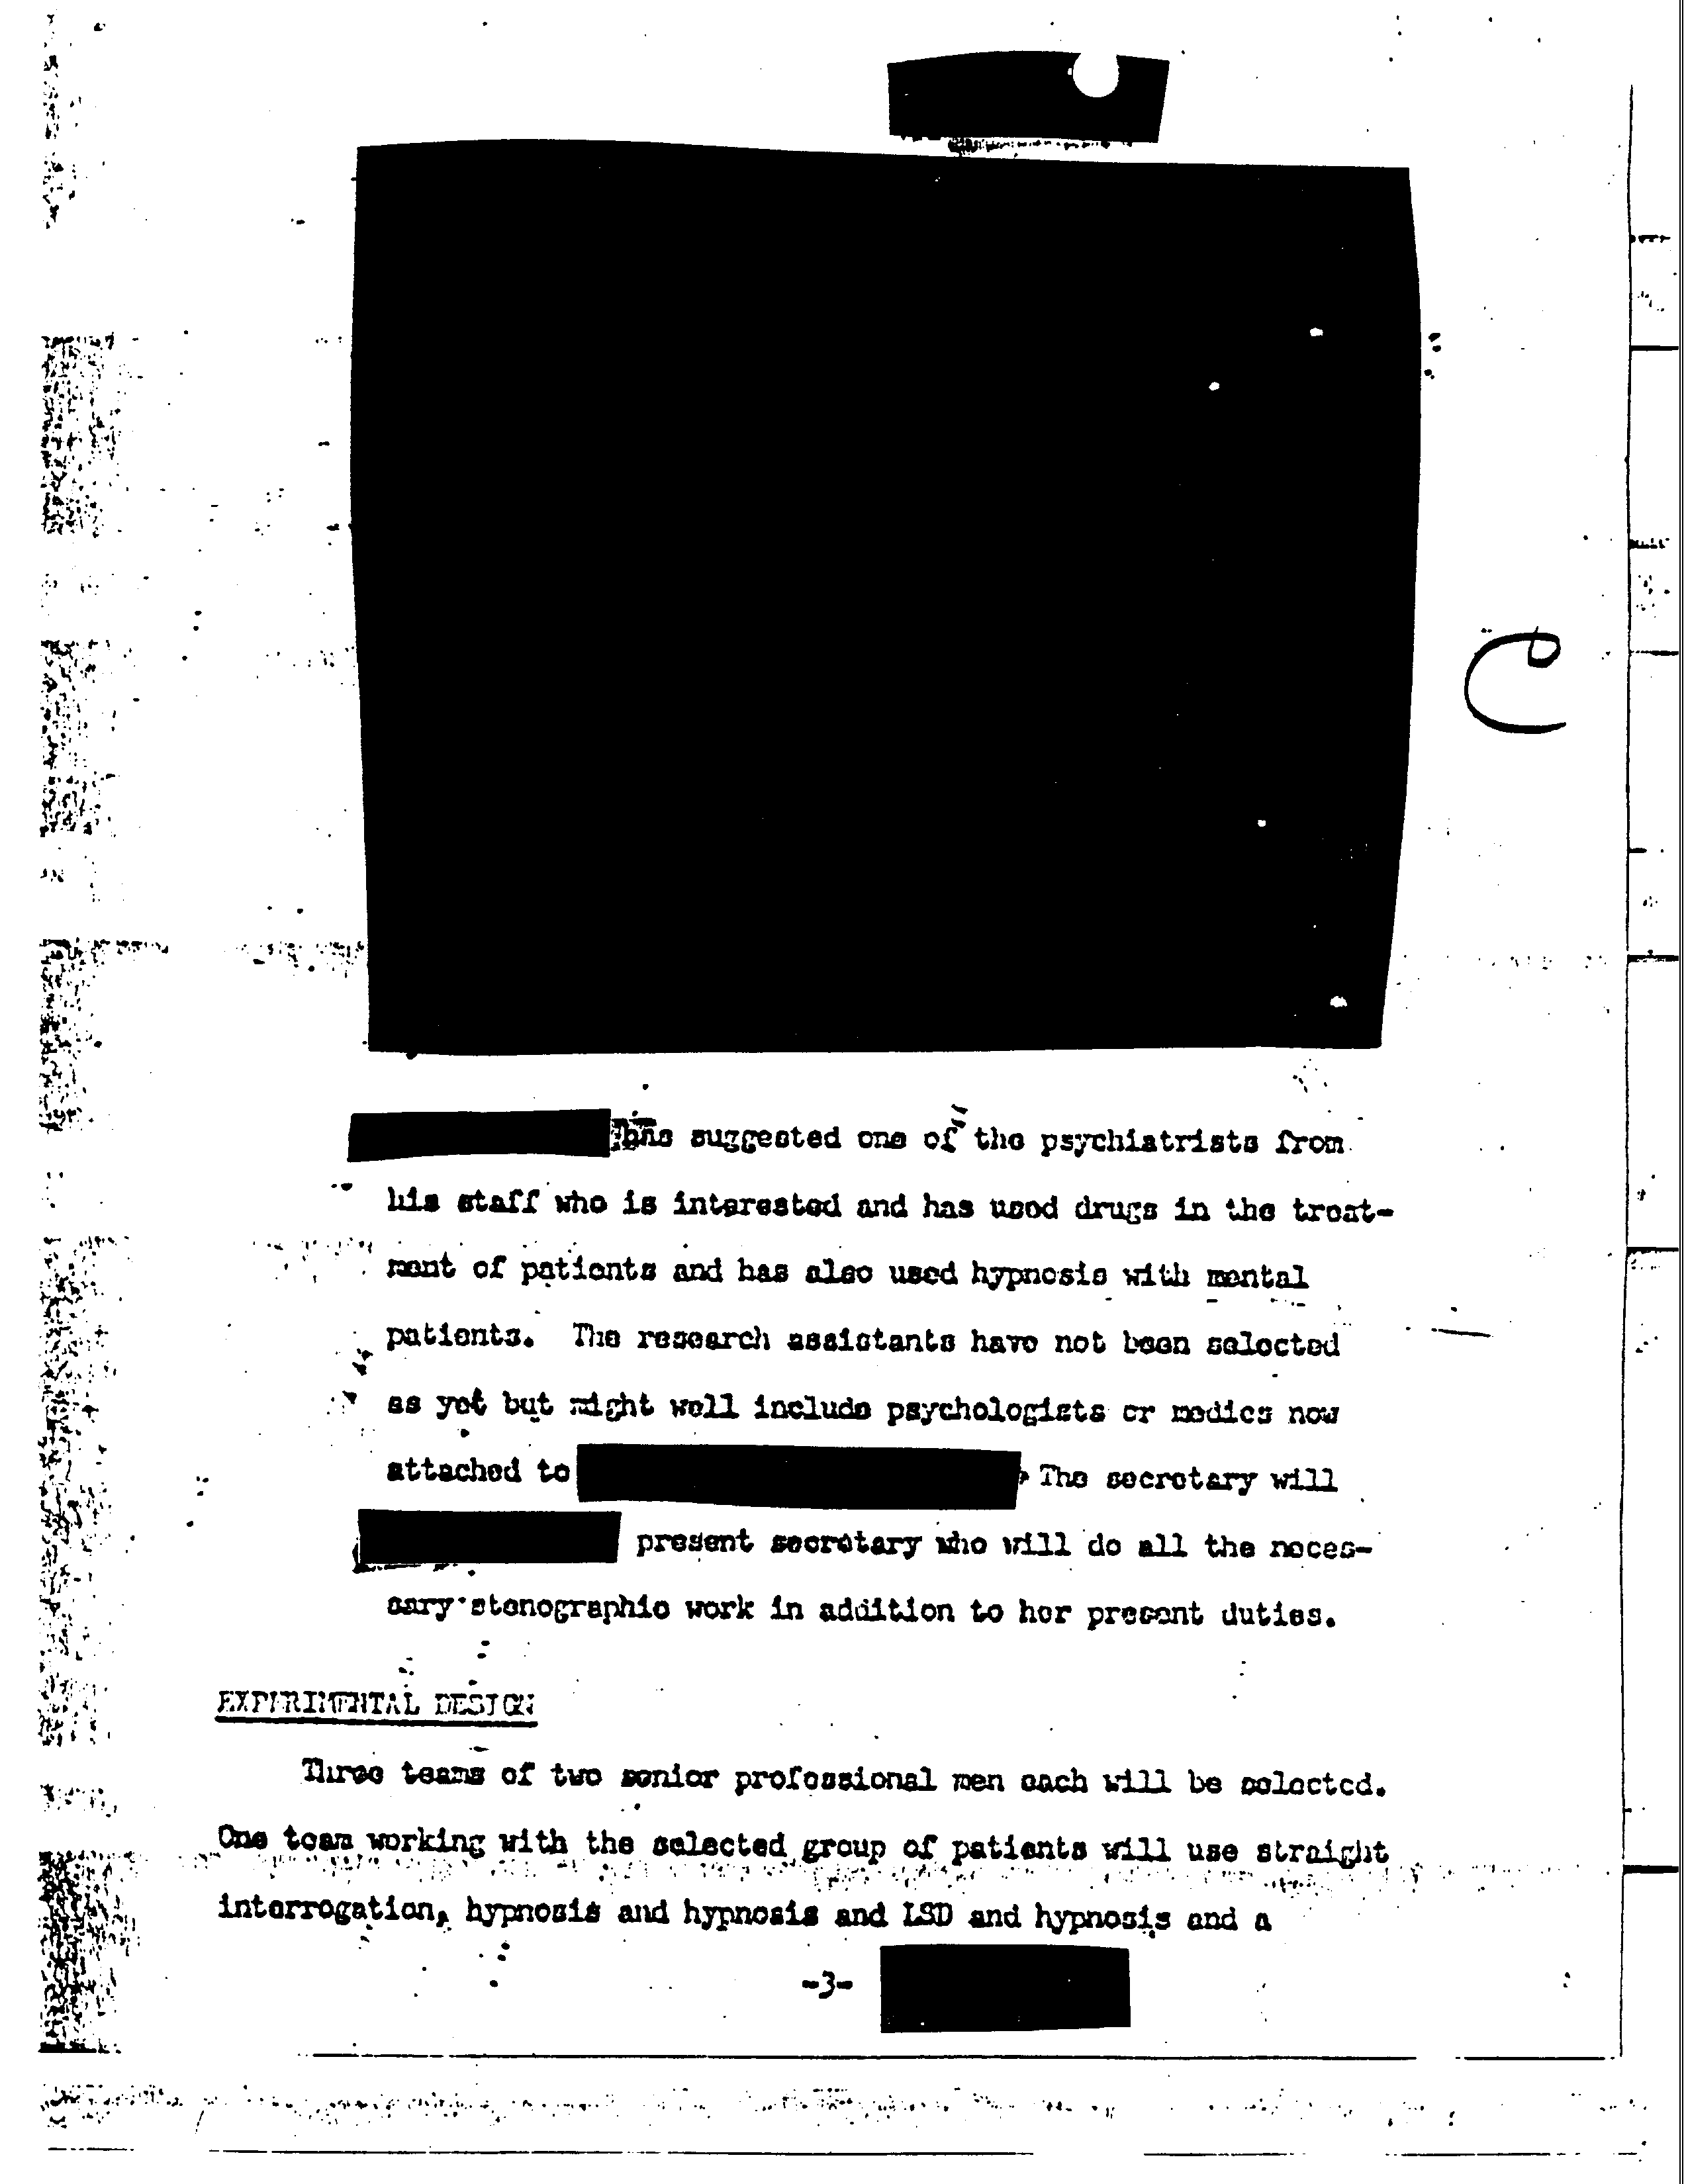 C
has suggested one of the psychiatrists from
his staff who is interested and has used drugs in the treat-
ment of patients and has also used hypnosis with mental
patients. The research assistants have not been selected
as yet but might well include psychologists or medics now
attached to
The secretary will
present secretary who will do all the neces-
sary stenographic work in addition to her present duties.
EXPERIMENTAL DESIGN
Three teams of two senior professional men each will be selected.
One team working with the selected group of patients will use straight
interrogation, hypnosis and hypnosis and LSD and hypnosis and a
-3-